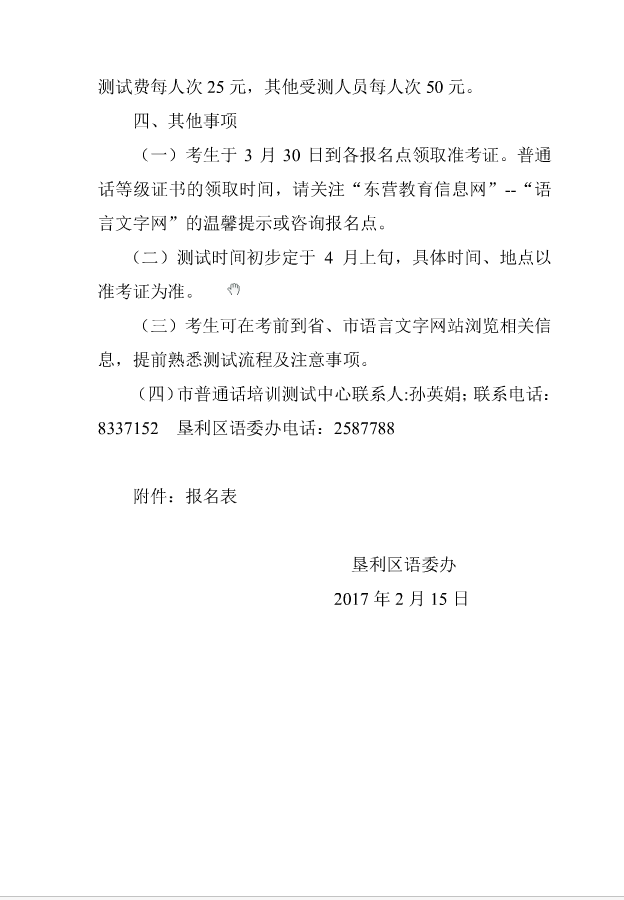 测试费每人次 25 元，其他受测人员每人次 50 元。
四、其他事项
（一）考生于 3 月 30 日到各报名点领取准考证。普通
话等级证书的领取时间，请关注“东营教育信息网”--“语
言文字网”的温馨提示或咨询报名点。
（二）测试时间初步定于 4 月上旬，具体时间、地点以
准考证为准。
（三）考生可在考前到省、市语言文字网站浏览相关信
息，提前熟悉测试流程及注意事项。
（四）市普通话培训测试中心联系人:孙英娟；联系电话：
8337152 垦利区语委办电话：2587788
附件：报名表
垦利区语委办
2017 年 2 月 15 日